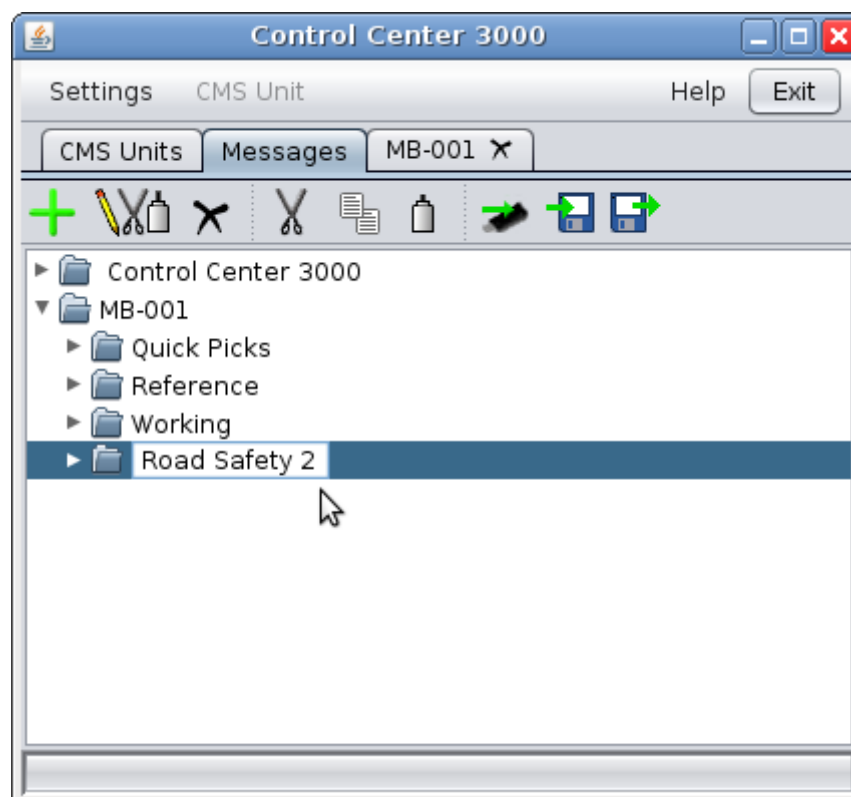 Control Center 3000
Settings CMS Unit Help Exit
CMS Units Messages MB-001
Control Center 3000
MB-001
Quick Picks
Reference
Working
Road Safety 2